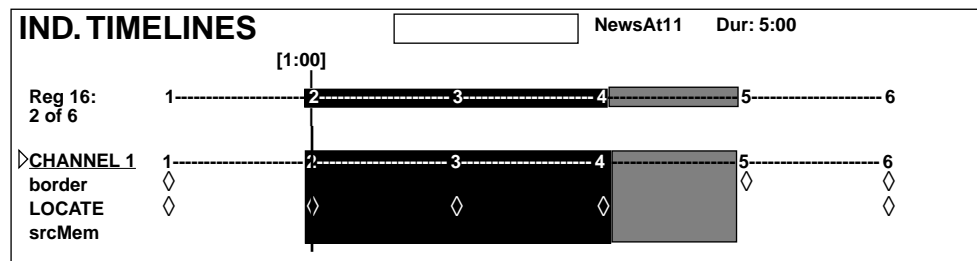 IND. TIMELINES NewsAt11 Dur: 5:00
[1:00]
Reg 16: 1 2 3 4 5 6
2 of 6
CHANNEL 1 1 2 3 4 5 6
border
LOCATE
srcMem